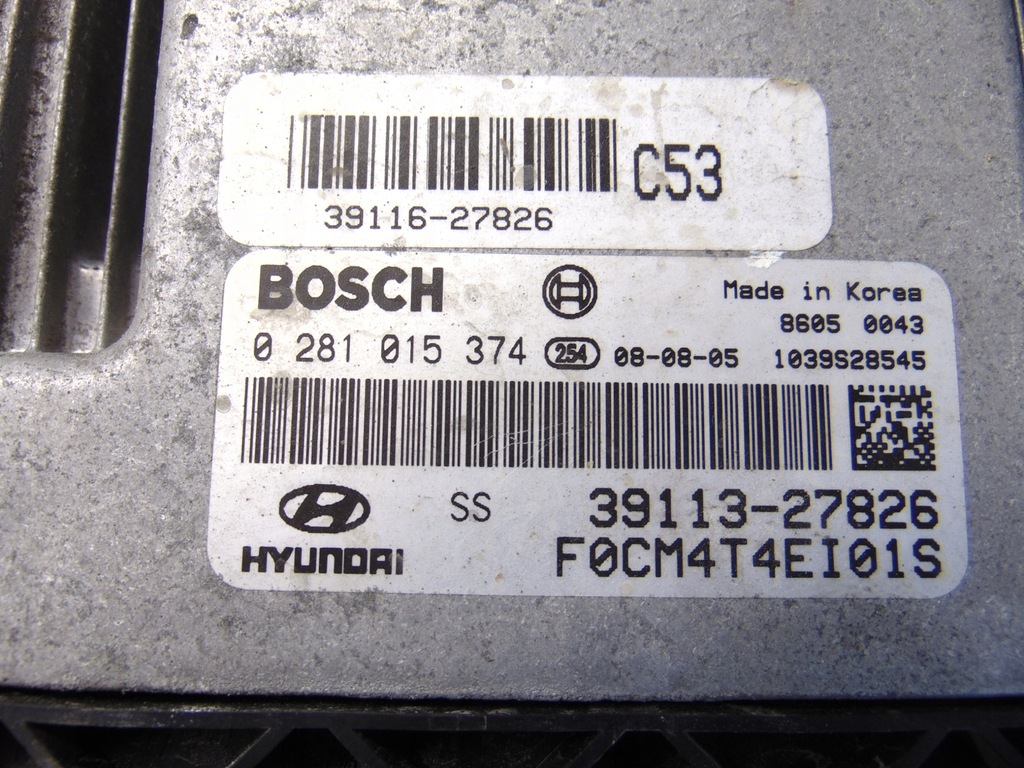 C53
39116-27826
BOSCH
Made in Korea
8605 0043
0 281 015 374 254 08-08-05 1039S28545
SS 39113-27826
HYUNDAI F0CM4T4EI01S